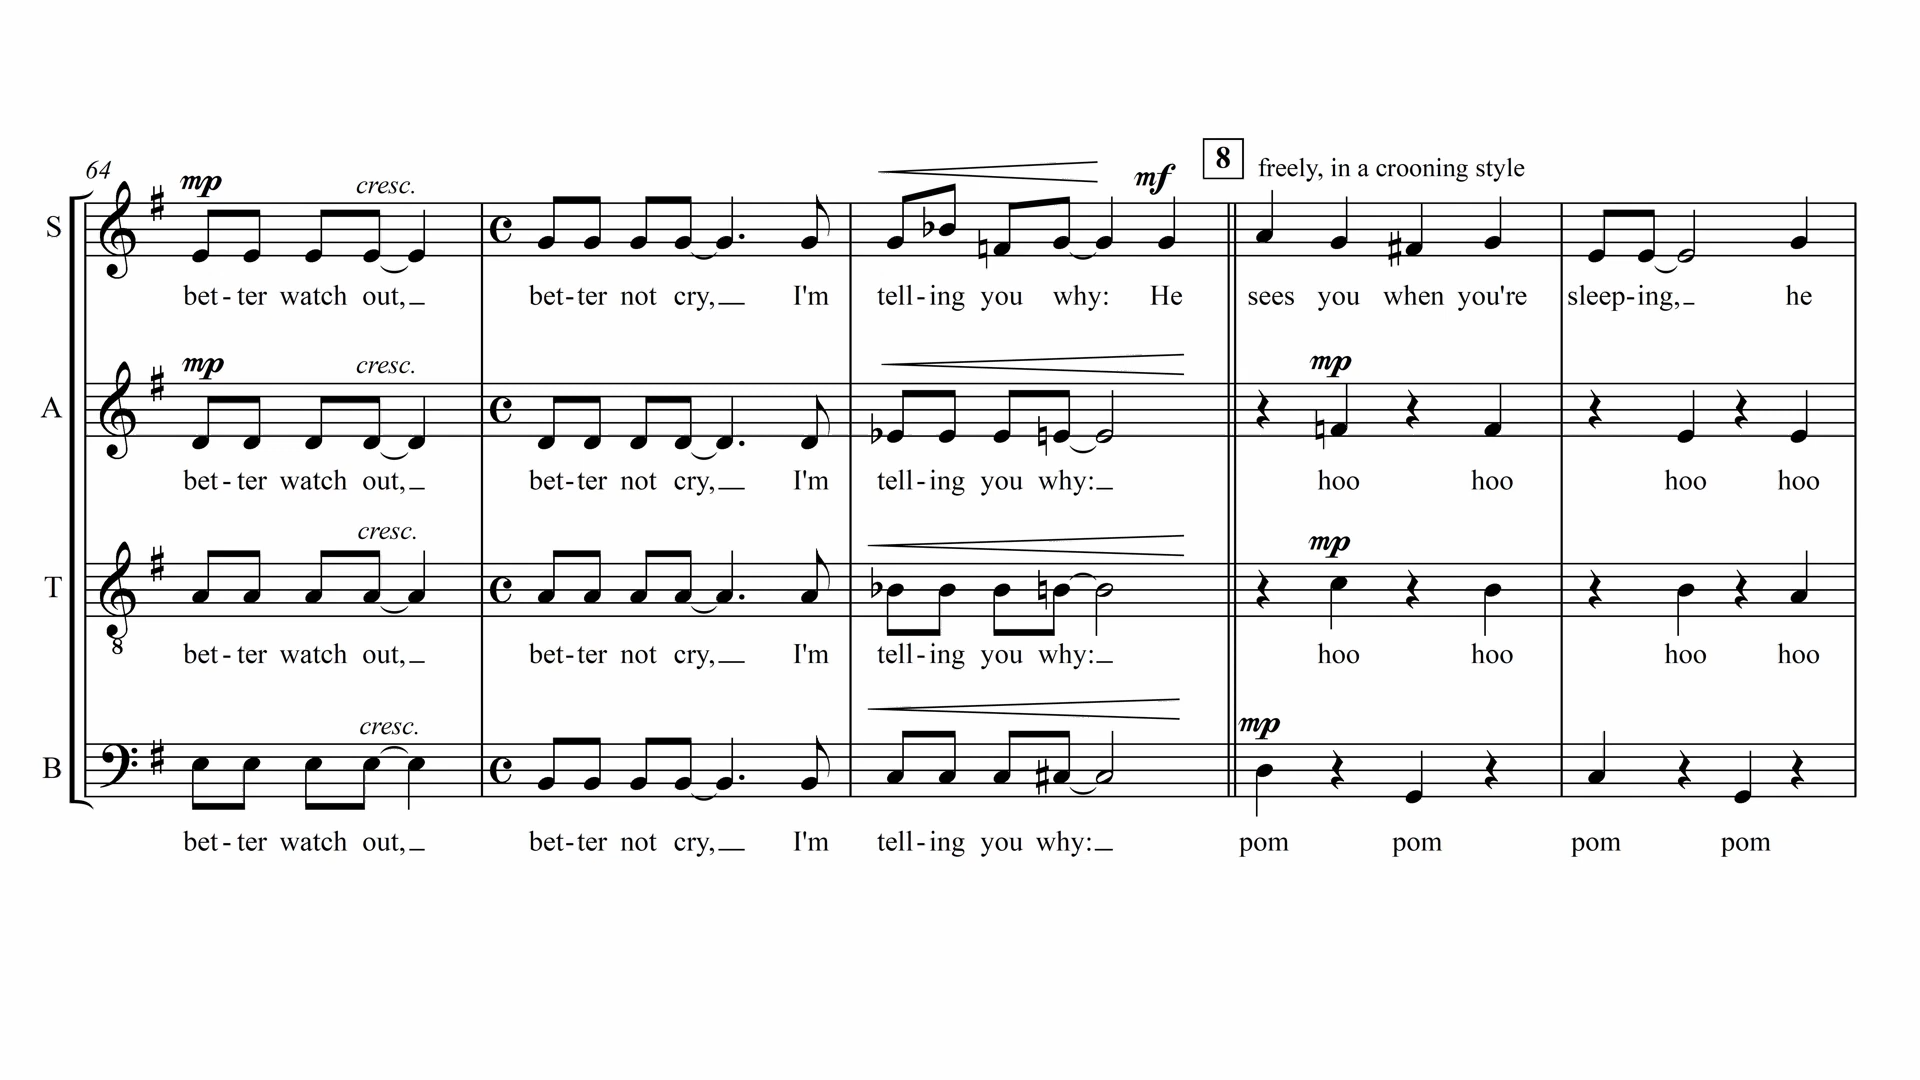 64 mp cresc. mf 8 freely, in a crooning style
S
bet - ter watch out, bet - ter not cry, I'm tell - ing you why: He sees you when you're sleep - ing, he
mp cresc. mp
A
bet - ter watch out, bet - ter not cry, I'm tell - ing you why: hoo hoo hoo hoo
cresc. mp
T
8
bet - ter watch out, bet - ter not cry, I'm tell - ing you why: hoo hoo hoo hoo
cresc. mp
B
bet - ter watch out, bet - ter not cry, I'm tell - ing you why: pom pom pom pom